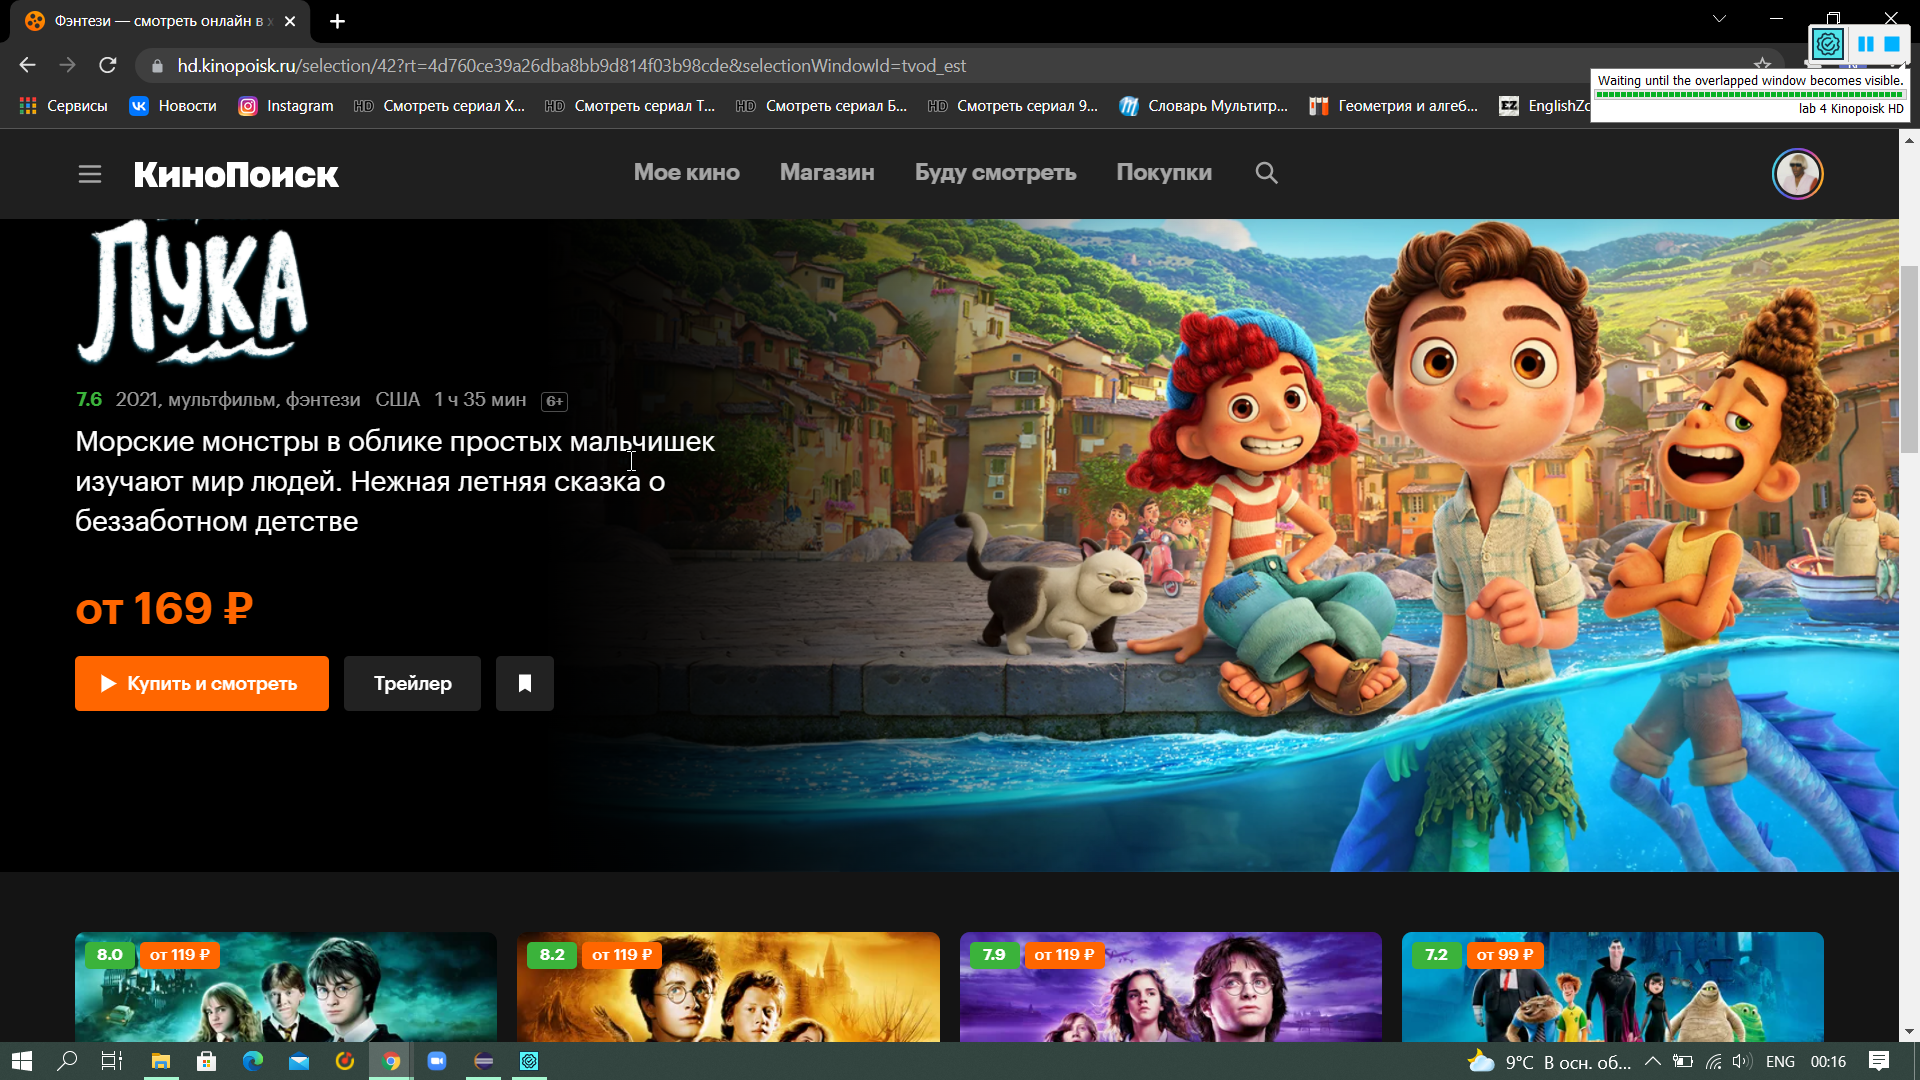 Фэнтези — смотреть онлайн в х
hd.kinopoisk.ru/selection/42?rt=4d760ce39a26dba8bb9d814f03b98cde&selectionWindowId=tvod_est
Waiting until the overlapped window becomes visible.
lab 4 Kinopoisk HD
Сервисы Новости Instagram HD Смотреть сериал Х... HD Смотреть сериал Т... HD Смотреть сериал Б... HD Смотреть сериал 9... Словарь Мультитр... Геометрия и алгеб... EZ EnglishZo
КиноПоиск Мое кино Магазин Буду смотреть Покупки
ЛУКА
7.6 2021, мультфильм, фэнтези США 1 ч 35 мин 6+
Морские монстры в облике простых мальчишек
изучают мир людей. Нежная летняя сказка о
беззаботном детстве
от 169 ₽
Купить и смотреть Трейлер
8.0 от 119 ₽ 8.2 от 119 ₽ 7.9 от 119 ₽ 7.2 от 99 ₽
9°C В осн. об... ENG 00:16